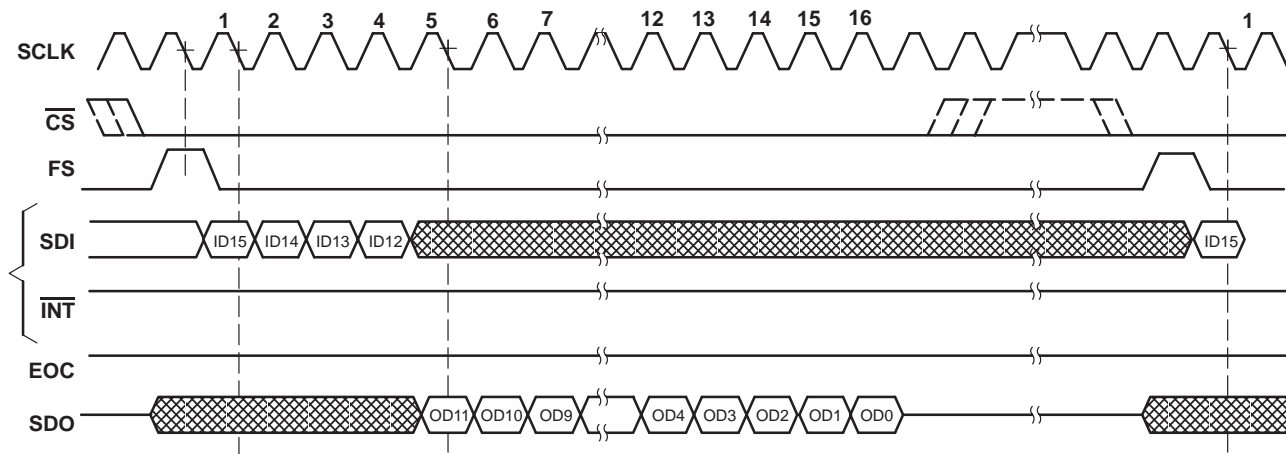 1 2 3 4 5 6 7 12 13 14 15 16 1
SCLK
CS
FS
SDI ID15 ID14 ID13 ID12 ID15
INT
EOC
SDO OD11 OD10 OD9 OD4 OD3 OD2 OD1 OD0